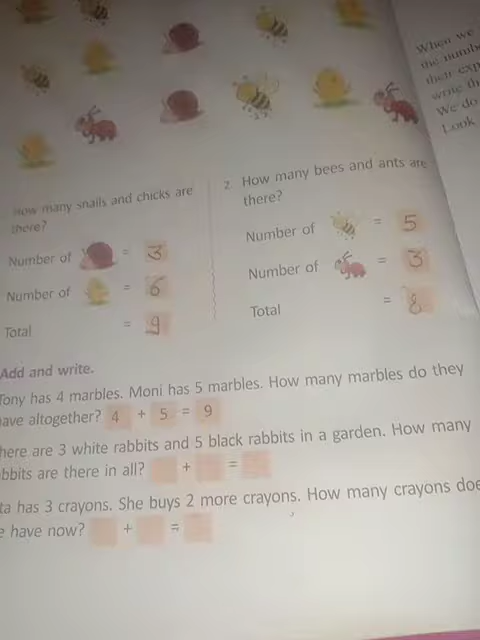 When we
the numbe
their exp
write th
We do
Look
How many snails and chicks are
there?
Number of = 3
Number of = 6
Total = 9
2. How many bees and ants are
there?
Number of = 5
Number of = 3
Total = 8
Add and write.
Tony has 4 marbles. Moni has 5 marbles. How many marbles do they
ave altogether? 4 + 5 = 9
here are 3 white rabbits and 5 black rabbits in a garden. How many
bbits are there in all? + =
ta has 3 crayons. She buys 2 more crayons. How many crayons doe
e have now? + =